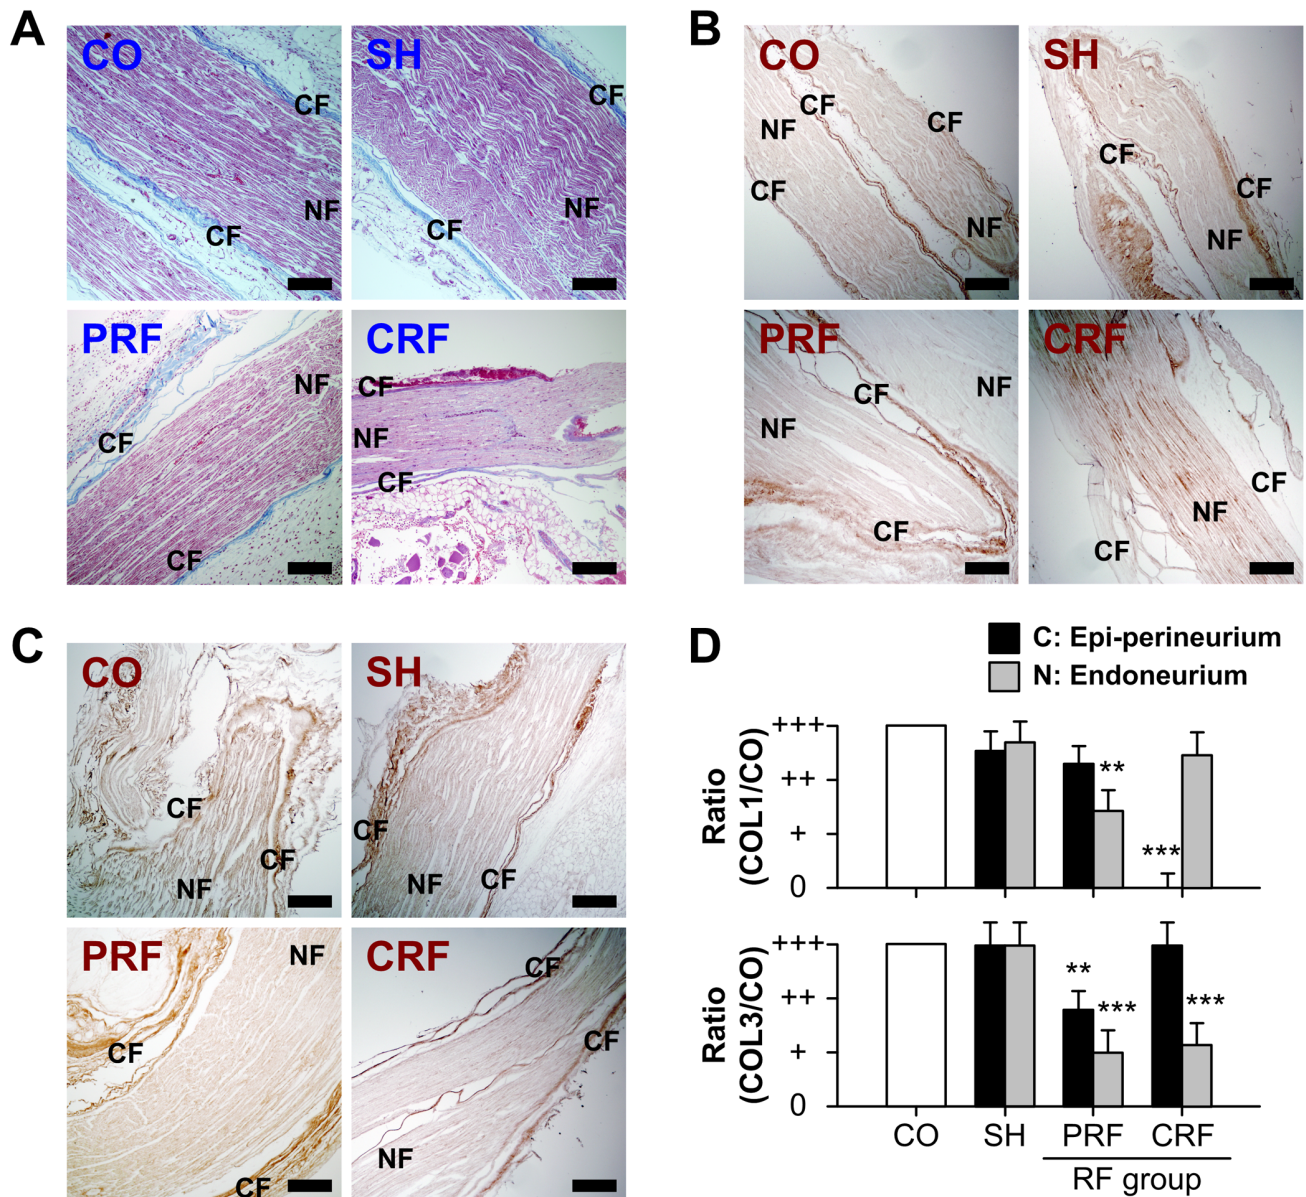 A
CO
CF
NF
CF
SH
CF
NF
CF
PRF
NF
CF
CF
CRF
CF
NF
CF
B
CO
CF
CF
NF
CF
NF
SH
CF
CF
NF
PRF
CF
NF
NF
CF
CRF
CF
NF
CF
C
CO
CF
CF
NF
SH
CF
NF
CF
PRF
NF
CF
CF
CRF
CF
CF
NF
D
C: Epi-perineurium
N: Endoneurium
Ratio
(COL1/CO)
+++
++
+
0
**
***
Ratio
(COL3/CO)
+++
++
+
0
**
***
***
CO SH PRF CRF
RF group